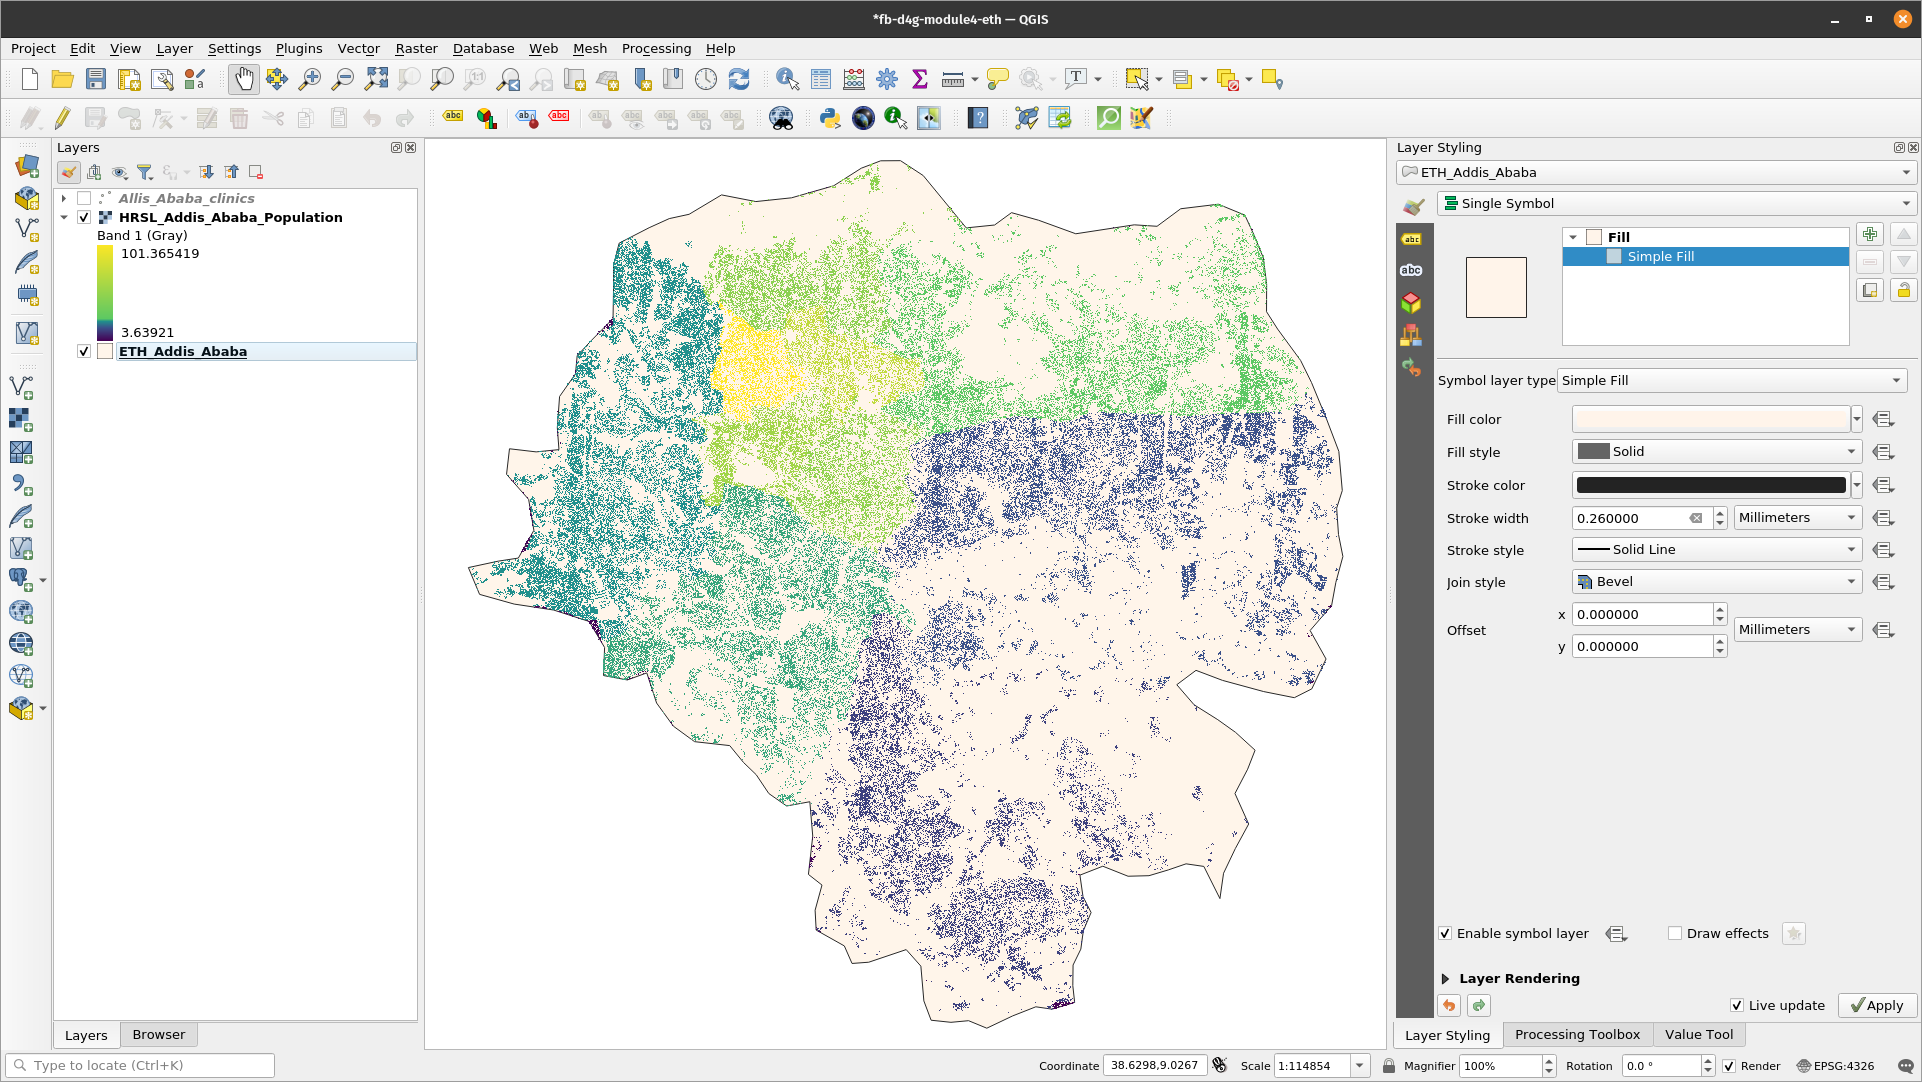 *fb-d4g-module4-eth — QGIS
Project Edit View Layer Settings Plugins Vector Raster Database Web Mesh Processing Help
Layers
Allis_Ababa_clinics
HRSL_Addis_Ababa_Population
Band 1 (Gray)
101.365419
3.63921
ETH_Addis_Ababa
Layers Browser
Layer Styling
ETH_Addis_Ababa
Single Symbol
Fill
Simple Fill
Symbol layer type Simple Fill
Fill color
Fill style Solid
Stroke color
Stroke width 0.260000 Millimeters
Stroke style Solid Line
Join style Bevel
Offset x 0.000000 Millimeters
y 0.000000
Enable symbol layer Draw effects
Layer Rendering
Live update Apply
Layer Styling Processing Toolbox Value Tool
Type to locate (Ctrl+K) Coordinate 38.6298,9.0267 Scale 1:114854 Magnifier 100% Rotation 0.0 ° Render EPSG:4326